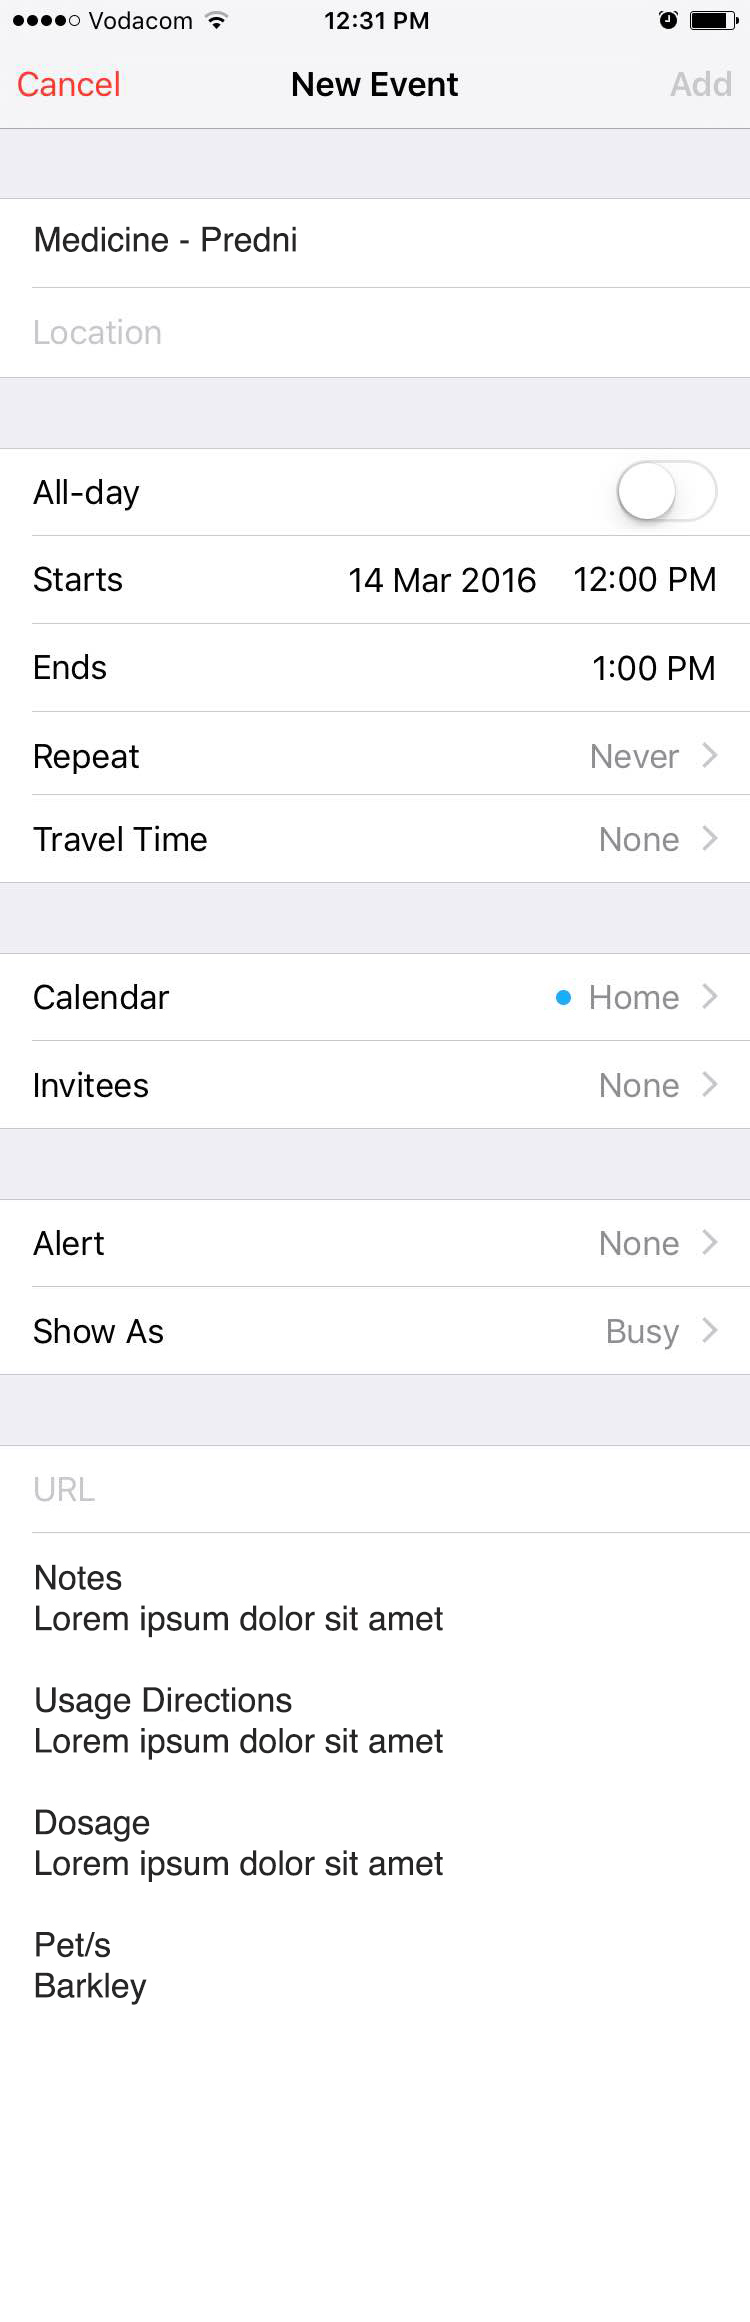 Vodacom 12:31 PM
Cancel New Event Add
Medicine - Predni
Location
All-day
Starts 14 Mar 2016 12:00 PM
Ends 1:00 PM
Repeat Never
Travel Time None
Calendar Home
Invitees None
Alert None
Show As Busy
URL
Notes
Lorem ipsum dolor sit amet
Usage Directions
Lorem ipsum dolor sit amet
Dosage
Lorem ipsum dolor sit amet
Pet/s
Barkley